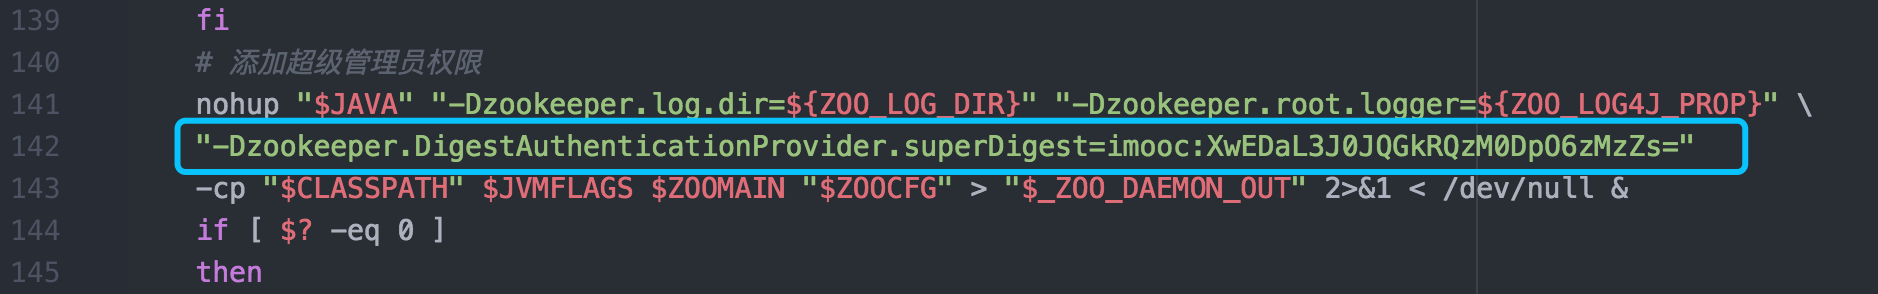 139 fi
140 # 添加超级管理员权限
141 nohup "$JAVA" "-Dzookeeper.log.dir=${ZOO_LOG_DIR}" "-Dzookeeper.root.logger=${ZOO_LOG4J_PROP}" \
142 "-Dzookeeper.DigestAuthenticationProvider.superDigest=imooc:XwEDaL3J0JQGkRQzM0DpO6zMzZs="
143 -cp "$CLASSPATH" $JVMFLAGS $ZOOMAIN "$ZOOCFG" > "$_ZOO_DAEMON_OUT" 2>&1 < /dev/null &
144 if [ $? -eq 0 ]
145 then